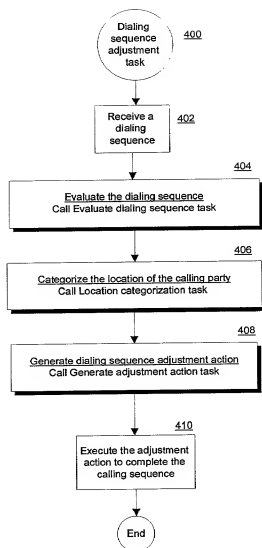 Dialing
sequence
adjustment
task
400
402
Receive a
dialing
sequence
404
Evaluate the dialing sequence
Call Evaluate dialing sequence task
406
Categorize the location of the calling party
Call Location categorization task
408
Generate dialing sequence adjustment action
Call Generate adjustment action task
410
Execute the adjustment
action to complete the
calling sequence
End